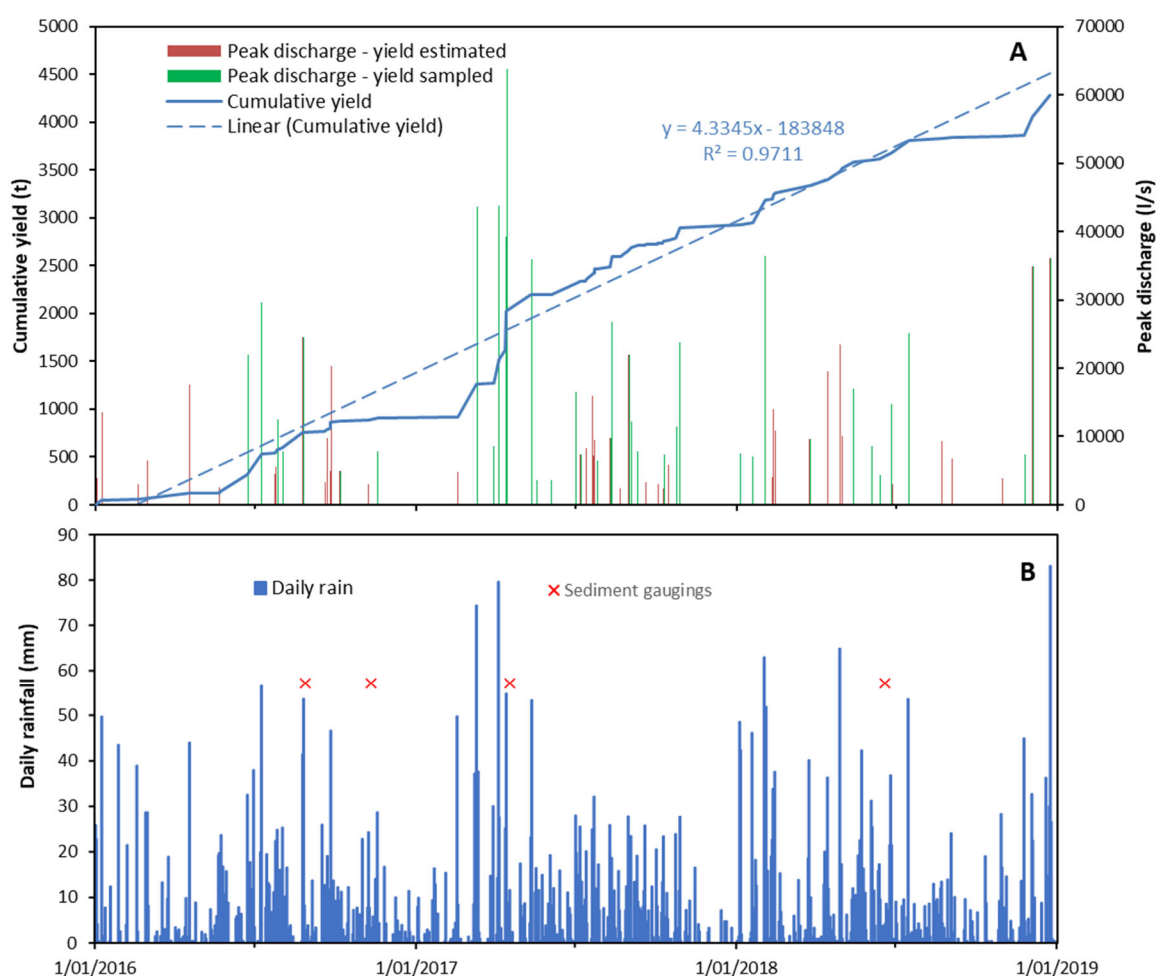 5000
4500
4000
3500
3000
2500
2000
1500
1000
500
0
Cumulative yield (t)
Peak discharge - yield estimated
Peak discharge - yield sampled
Cumulative yield
Linear (Cumulative yield)
y = 4.3345x - 183848
R² = 0.9711
A
70000
60000
50000
40000
30000
20000
10000
0
Peak discharge (l/s)
90
80
70
60
50
40
30
20
10
0
Daily rainfall (mm)
Daily rain
Sediment gaugings
B
1/01/2016
1/01/2017
1/01/2018
1/01/2019